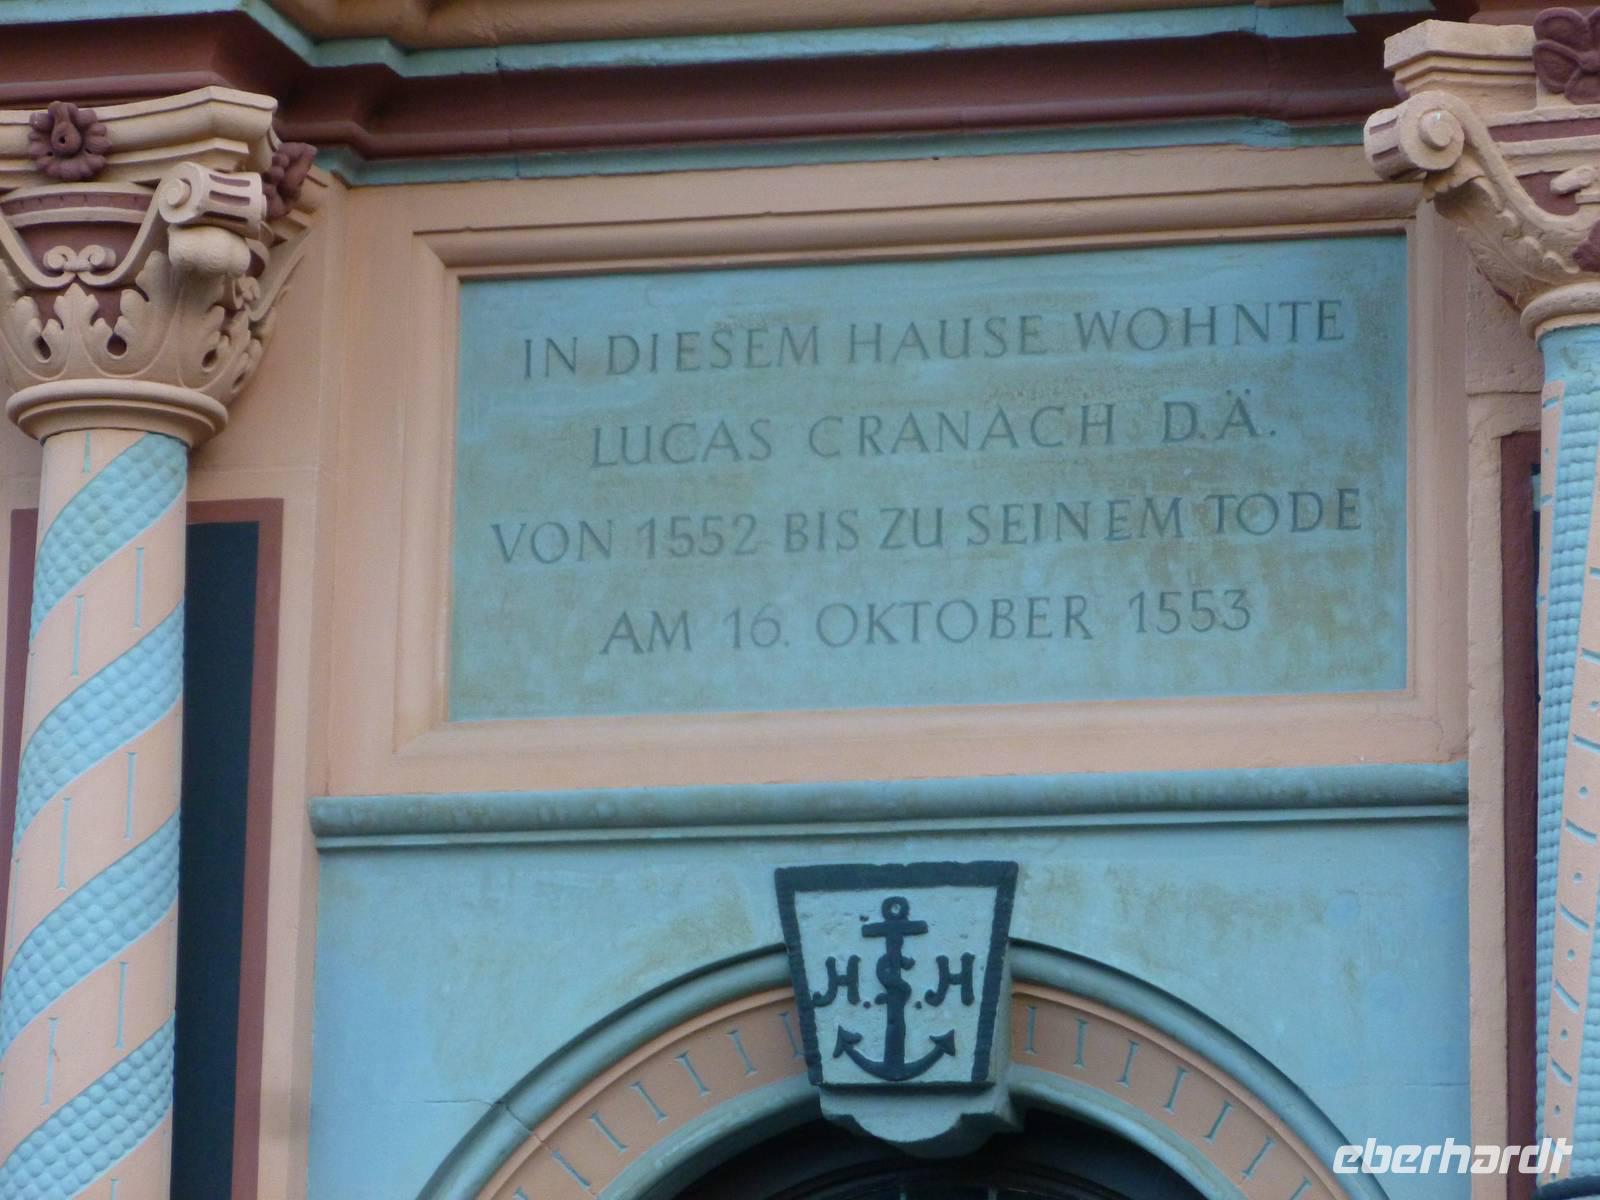 IN DIESEM HAUSE WOHNTE
LUCAS CRANACH D.Ä.
VON 1552 BIS ZU SEINEM TODE
AM 16. OKTOBER 1553
H.S.H
eberhardt